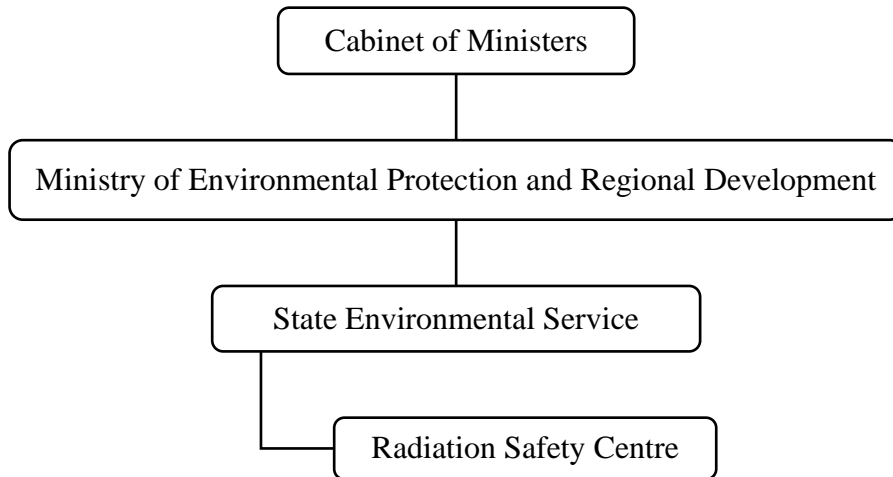 Cabinet of Ministers
Ministry of Environmental Protection and Regional Development
State Environmental Service
Radiation Safety Centre